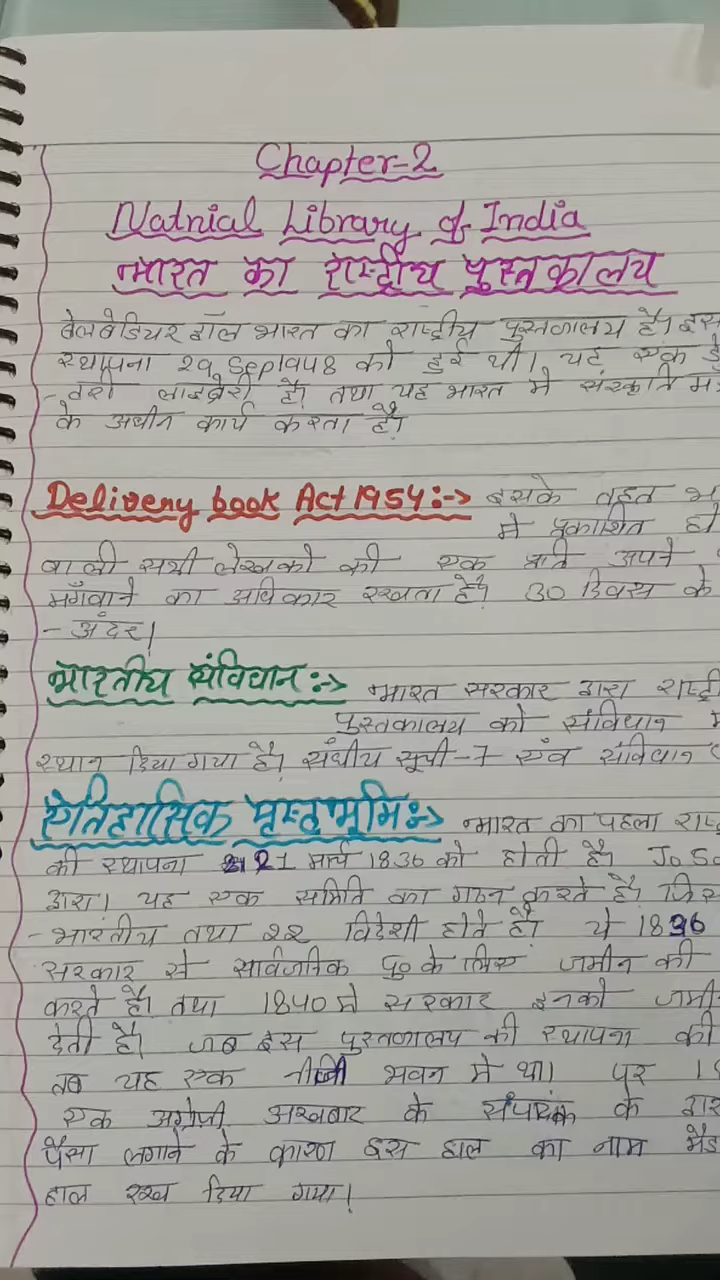 Chapter-2
Natnial Library of India
भारत का राष्ट्रीय पुस्तकालय
वेलवेडियर हॉल भारत का राष्ट्रीय पुस्तकालय है। इस
स्थापना 29 Sep1948 को हुई थी। यह एक
लाइब्रेरी है। तथा यह भारत मे संस्कृति
के अधीन कार्य करता है।
Delivery book Act 1954:-> इसके तहत
मे प्रकाशित
वाली सभी लेखको की एक प्रति अपने
मँगवाने का अधिकार रखता है। 30 दिवस के
- अंदर।
भारतीय संविधान:-> भारत सरकार द्वारा
पुस्तकालय को संविधान
स्थान दिया गया है। संघीय सूची-7 एंव संविधान
ऐतिहासिक पृष्ठभूमि:-> भारत का पहला
की स्थापना 21 मार्च 1836 को होती है।
द्वारा। यह एक समिति का गठन करते है।
- भारतीय तथा 22 विदेशी होते है। ये 1836
सरकार से सार्वजनिक पु० के लिए जमीन की
करते है। तथा 1840 मे सरकार इनको
देती है। जब इस पुस्तकालय की स्थापना की
तब यह एक निजी भवन मे था। पर
एक अंग्रेजी अखबार के संपादक के
पैसा लगाने के कारण इस हाल का नाम
हाल रख दिया गया।